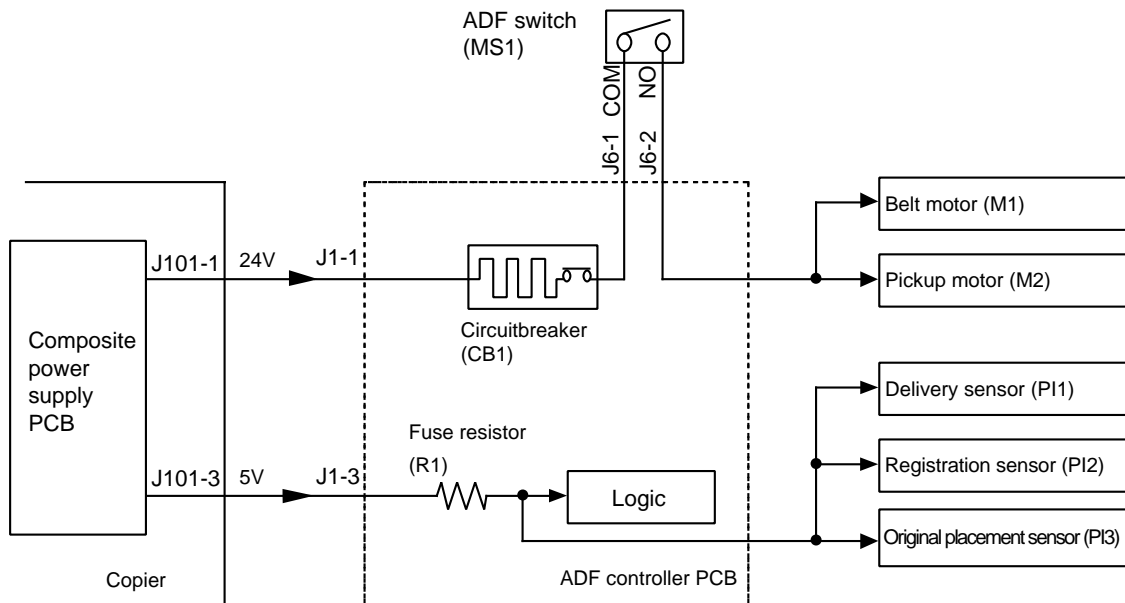 ADF switch
(MS1)
COM
NO
J6-1
J6-2
Belt motor (M1)
J101-1
24V
J1-1
Pickup motor (M2)
Circuitbreaker
(CB1)
Composite
power
supply
PCB
Delivery sensor (PI1)
Fuse resistor
(R1)
Registration sensor (PI2)
J101-3
5V
J1-3
Logic
Original placement sensor (PI3)
Copier
ADF controller PCB